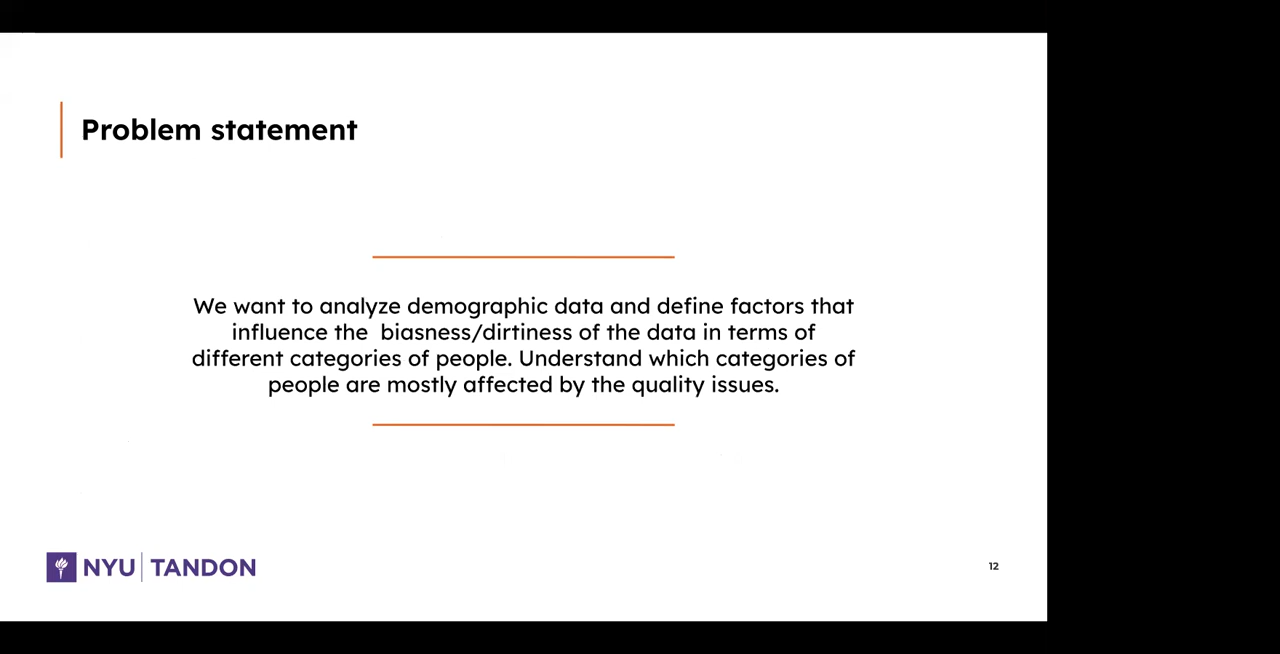 Problem statement
We want to analyze demographic data and define factors that
influence the  biasness/dirtiness of the data in terms of
different categories of people. Understand which categories of
people are mostly affected by the quality issues.
NYU TANDON
12